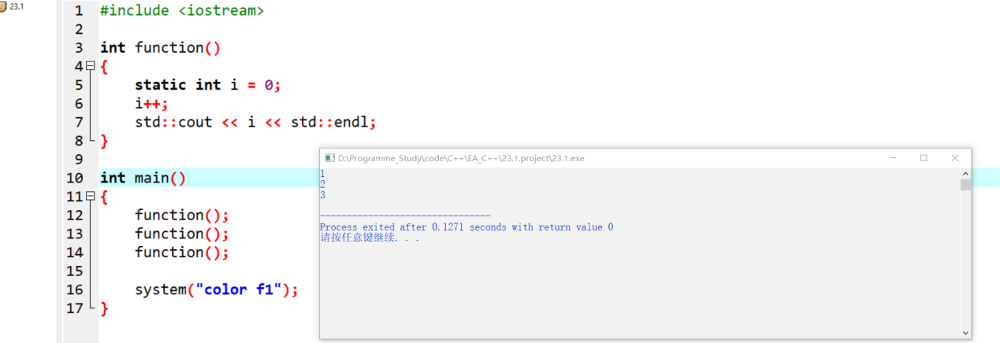 23.1
1 #include <iostream>
2
3 int function()
4 {
5     static int i = 0;
6     i++;
7     std::cout << i << std::endl;
8 }
9
10 int main()
11 {
12     function();
13     function();
14     function();
15
16     system("color f1");
17 }
D:\Programme_Study\code\C++\EA_C++\23.1.project\23.1.exe
1
2
3
--------------------------------
Process exited after 0.1271 seconds with return value 0
请按任意键继续. . .